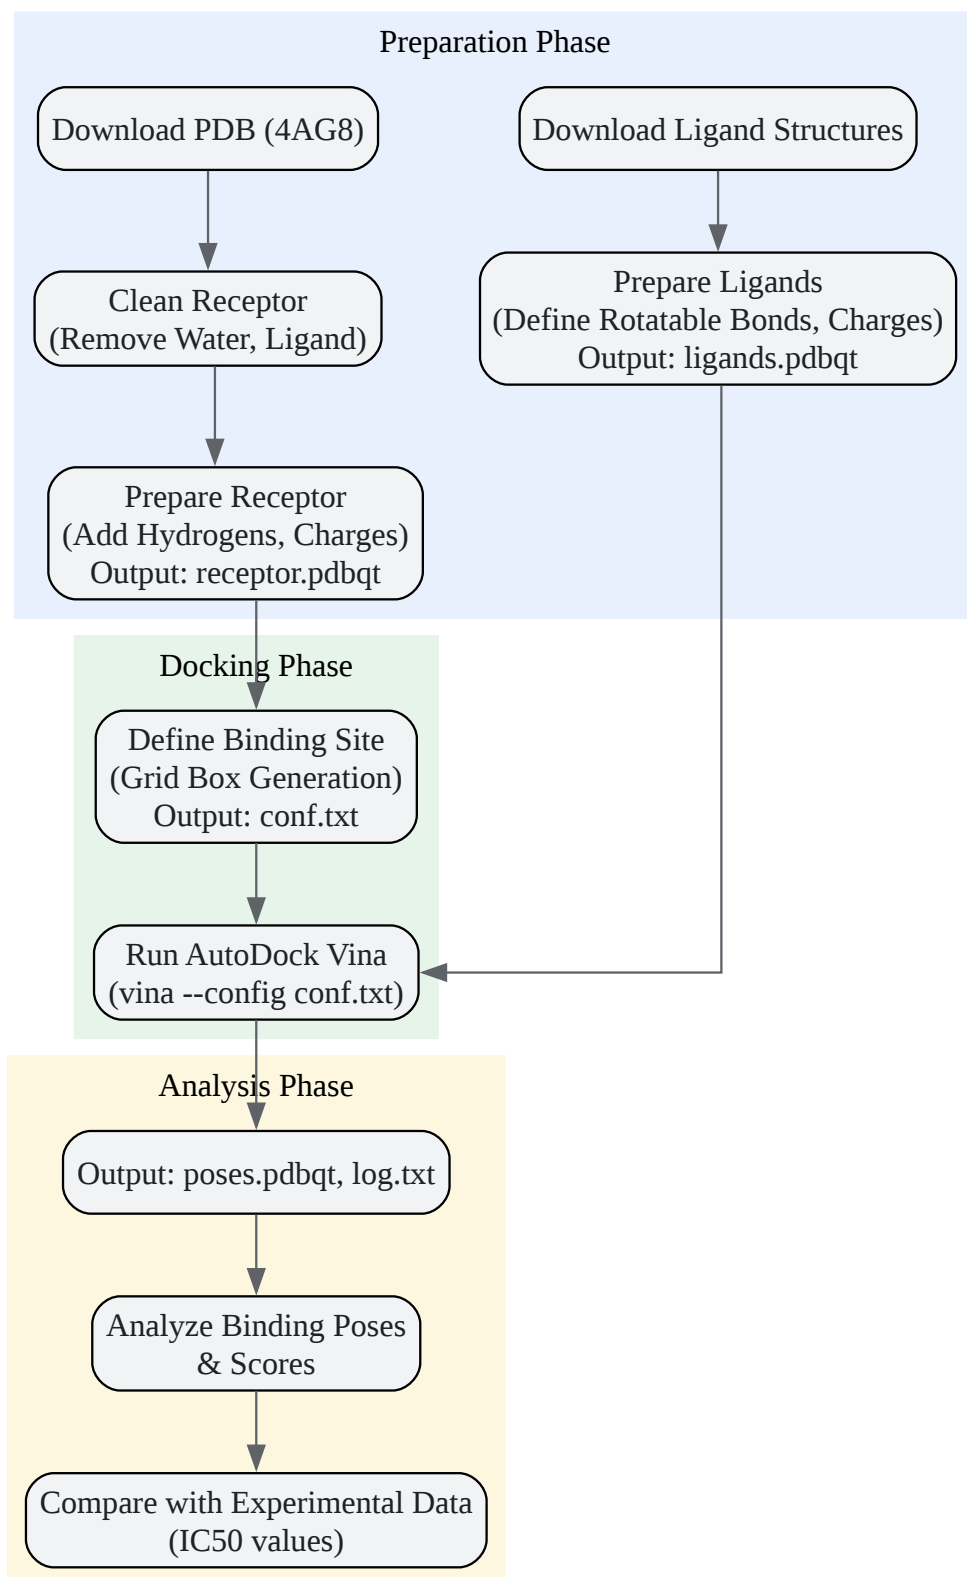 Preparation Phase
Download PDB (4AG8)
Download Ligand Structures
Clean Receptor
(Remove Water, Ligand)
Prepare Ligands
(Define Rotatable Bonds, Charges)
Output: ligands.pdbqt
Prepare Receptor
(Add Hydrogens, Charges)
Output: receptor.pdbqt
Docking Phase
Define Binding Site
(Grid Box Generation)
Output: conf.txt
Run AutoDock Vina
(vina --config conf.txt)
Analysis Phase
Output: poses.pdbqt, log.txt
Analyze Binding Poses
& Scores
Compare with Experimental Data
(IC50 values)